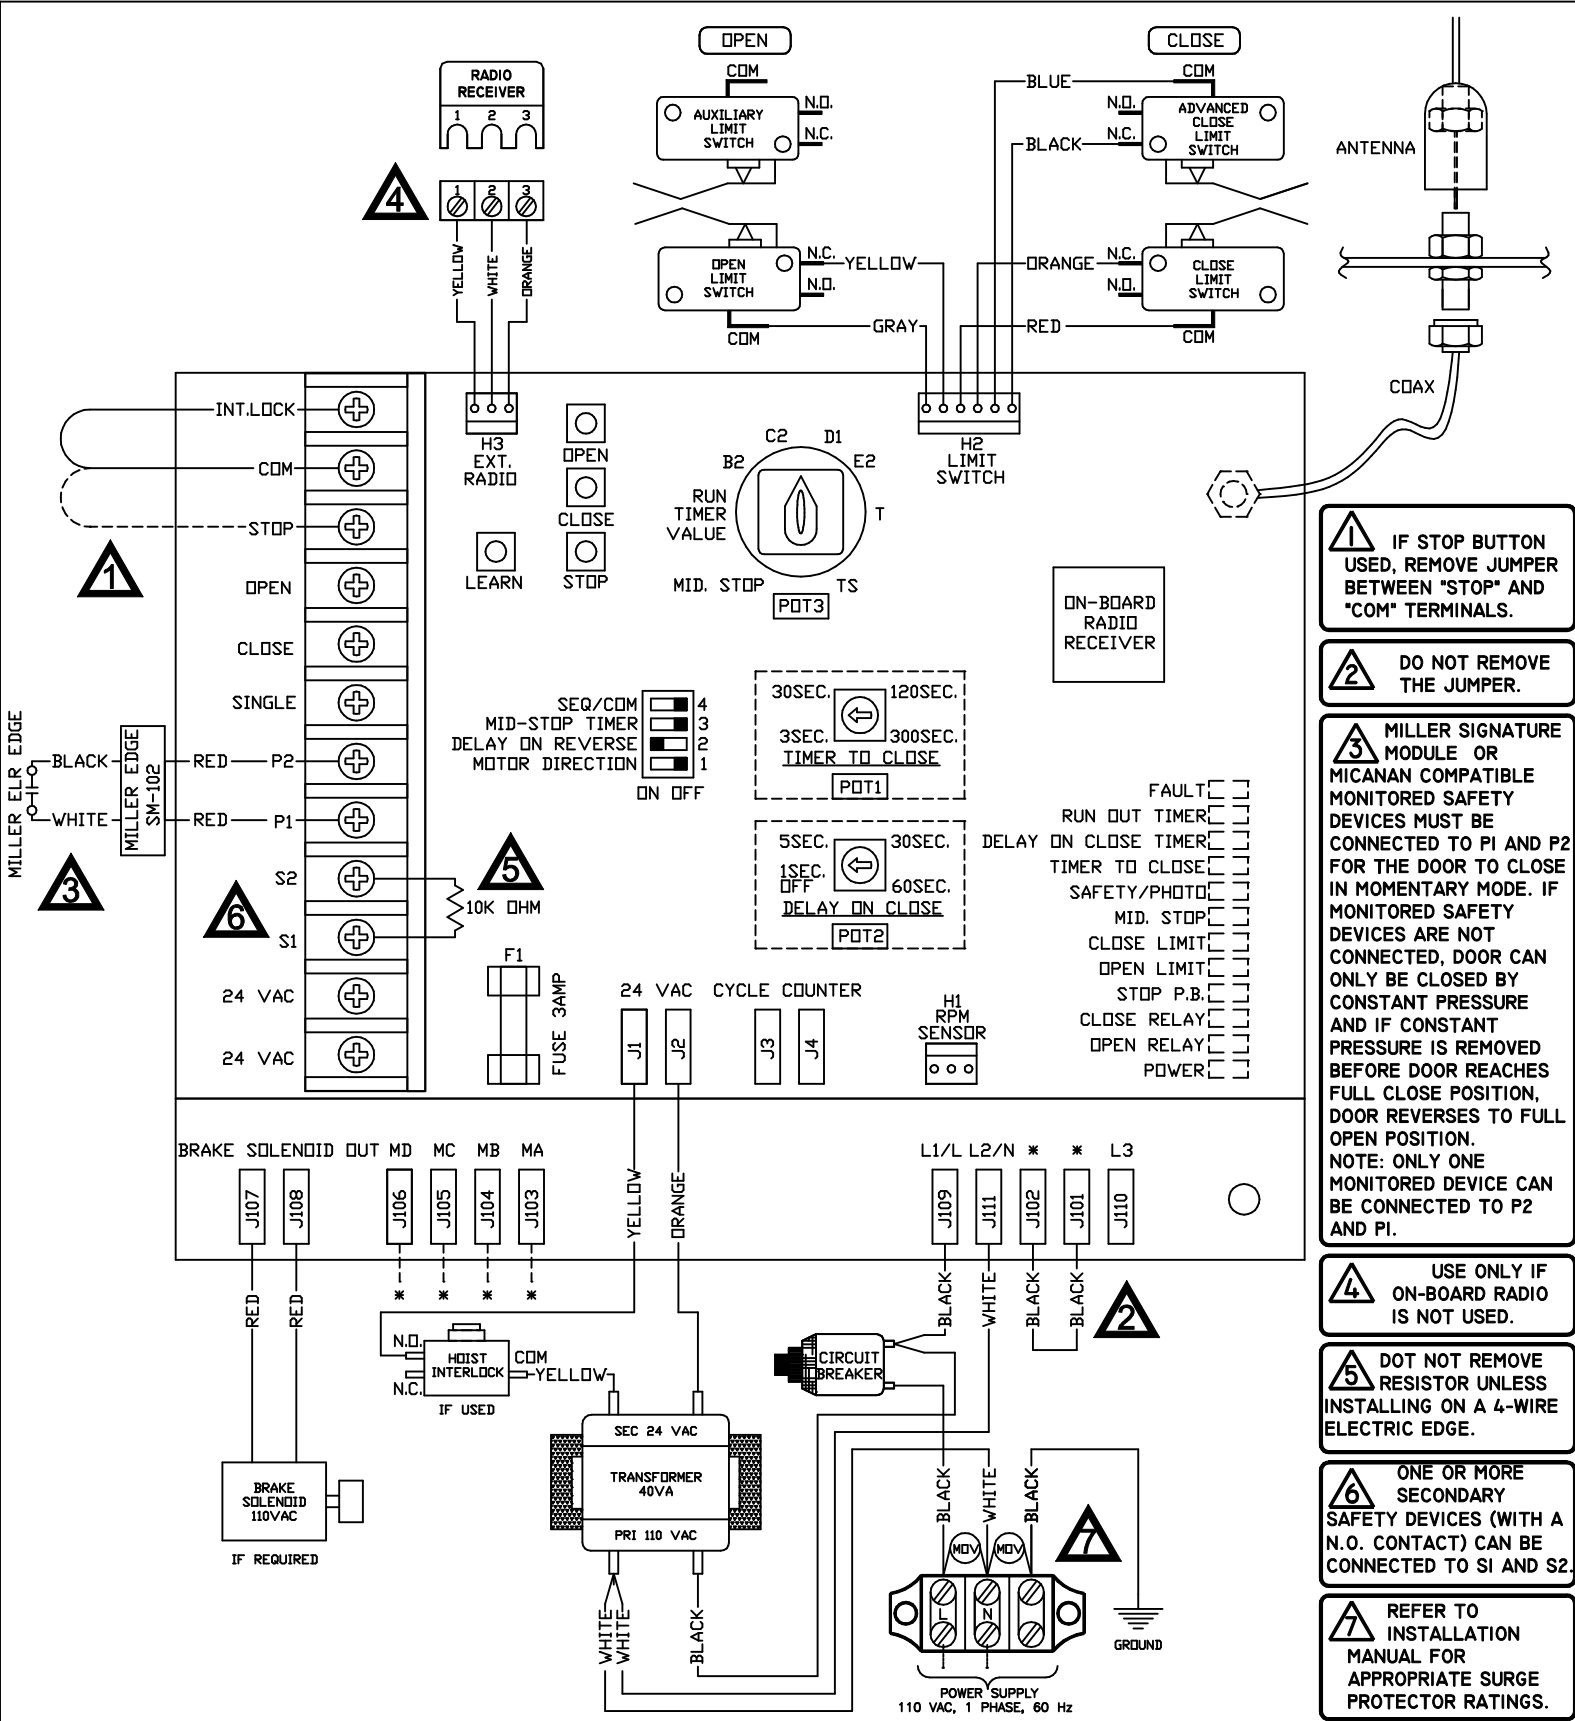 OPEN
CLOSE
RADIO
RECEIVER
1 2 3
4
1 2 3
YELLOW
WHITE
ORANGE
COM
N.O.
N.C.
AUXILIARY
LIMIT
SWITCH
N.C.
N.O.
OPEN
LIMIT
SWITCH
COM
YELLOW
GRAY
BLUE
COM
N.O.
BLACK
N.C.
ADVANCED
CLOSE
LIMIT
SWITCH
ORANGE
N.C.
N.O.
CLOSE
LIMIT
SWITCH
RED
COM
ANTENNA
COAX
INT.LOCK
COM
STOP
1
OPEN
CLOSE
SINGLE
MILLER ELR EDGE
BLACK
WHITE
MILLER EDGE
SM-102
RED
P2
RED
P1
3
S2
6
S1
5
10K OHM
24 VAC
24 VAC
H3
EXT.
RADIO
OPEN
CLOSE
LEARN
STOP
B2
C2
D1
E2
T
TS
RUN
TIMER
VALUE
MID. STOP
POT3
H2
LIMIT
SWITCH
ON-BOARD
RADIO
RECEIVER
SEQ/COM 4
MID-STOP TIMER 3
DELAY ON REVERSE 2
MOTOR DIRECTION 1
ON OFF
30SEC. 120SEC.
3SEC. 300SEC.
TIMER TO CLOSE
POT1
5SEC. 30SEC.
1SEC.
OFF 60SEC.
DELAY ON CLOSE
POT2
FAULT
RUN OUT TIMER
DELAY ON CLOSE TIMER
TIMER TO CLOSE
SAFETY/PHOTO
MID. STOP
CLOSE LIMIT
OPEN LIMIT
STOP P.B.
CLOSE RELAY
OPEN RELAY
POWER
F1
FUSE 3AMP
24 VAC
J1
J2
CYCLE COUNTER
J3
J4
H1
RPM
SENSOR
BRAKE SOLENOID OUT MD MC MB MA
J107
J108
J106
J105
J104
J103
* * * *
YELLOW
ORANGE
L1/L L2/N * * L3
J109
J111
J102
J101
J110
RED
RED
BLACK
WHITE
BLACK
BLACK
2
N.O.
N.C.
HOIST
INTERLOCK
COM
YELLOW
IF USED
CIRCUIT
BREAKER
SEC 24 VAC
TRANSFORMER
40VA
PRI 110 VAC
BRAKE
SOLENOID
110VAC
IF REQUIRED
WHITE
WHITE
BLACK
BLACK
WHITE
BLACK
MOV
MOV
7
L
N
POWER SUPPLY
110 VAC, 1 PHASE, 60 Hz
GROUND
1 IF STOP BUTTON
USED, REMOVE JUMPER
BETWEEN "STOP" AND
"COM" TERMINALS.
2 DO NOT REMOVE
THE JUMPER.
3 MILLER SIGNATURE
MODULE OR
MICANAN COMPATIBLE
MONITORED SAFETY
DEVICES MUST BE
CONNECTED TO P1 AND P2
FOR THE DOOR TO CLOSE
IN MOMENTARY MODE. IF
MONITORED SAFETY
DEVICES ARE NOT
CONNECTED, DOOR CAN
ONLY BE CLOSED BY
CONSTANT PRESSURE
AND IF CONSTANT
PRESSURE IS REMOVED
BEFORE DOOR REACHES
FULL CLOSE POSITION,
DOOR REVERSES TO FULL
OPEN POSITION.
NOTE: ONLY ONE
MONITORED DEVICE CAN
BE CONNECTED TO P2
AND P1.
4 USE ONLY IF
ON-BOARD RADIO
IS NOT USED.
5 DOT NOT REMOVE
RESISTOR UNLESS
INSTALLING ON A 4-WIRE
ELECTRIC EDGE.
6 ONE OR MORE
SECONDARY
SAFETY DEVICES (WITH A
N.O. CONTACT) CAN BE
CONNECTED TO S1 AND S2.
7 REFER TO
INSTALLATION
MANUAL FOR
APPROPRIATE SURGE
PROTECTOR RATINGS.